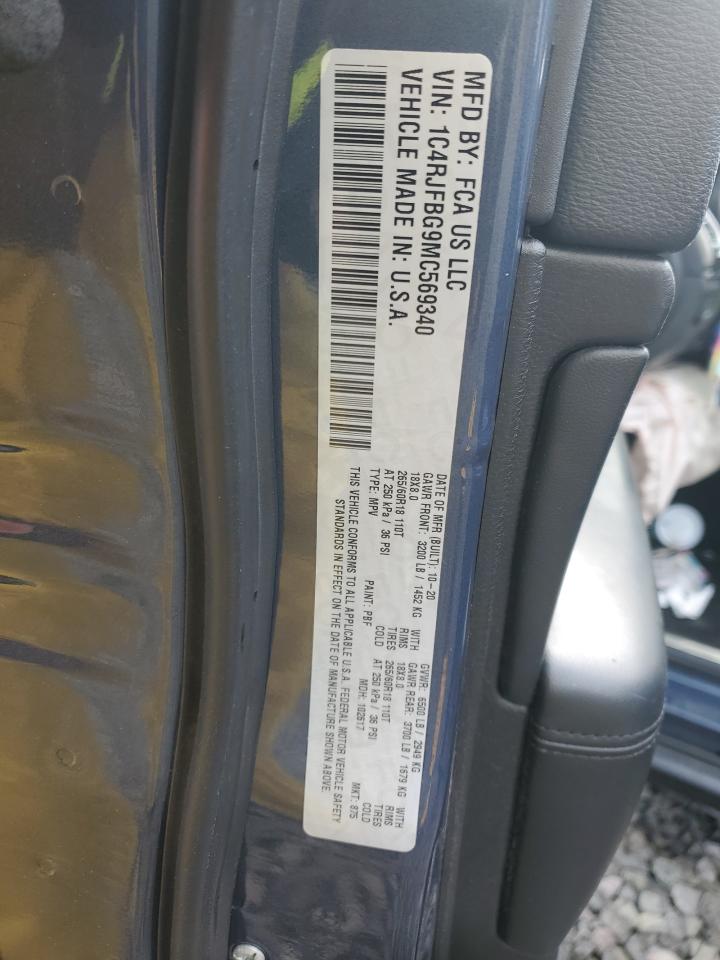 MFD BY: FCA US LLC
VIN: 1C4RJFBG9MC569340
VEHICLE MADE IN: U.S.A.
DATE OF MFR (BUILT): 10-20 GVWR: 6500 LB / 2949 KG
GAWR FRONT: 3200 LB / 1452 KG WITH GAWR REAR: 3700 LB / 1679 KG WITH
18X8.0 RIMS 18X8.0 RIMS
265/60R18 110T TIRES 265/60R18 110T TIRES
AT 250 kPa / 36 PSI COLD AT 250 kPa / 36 PSI COLD
TYPE: MPV PAINT: PBF MDH: 102617 MKT: 875
THIS VEHICLE CONFORMS TO ALL APPLICABLE U.S.A. FEDERAL MOTOR VEHICLE SAFETY
STANDARDS IN EFFECT ON THE DATE OF MANUFACTURE SHOWN ABOVE.